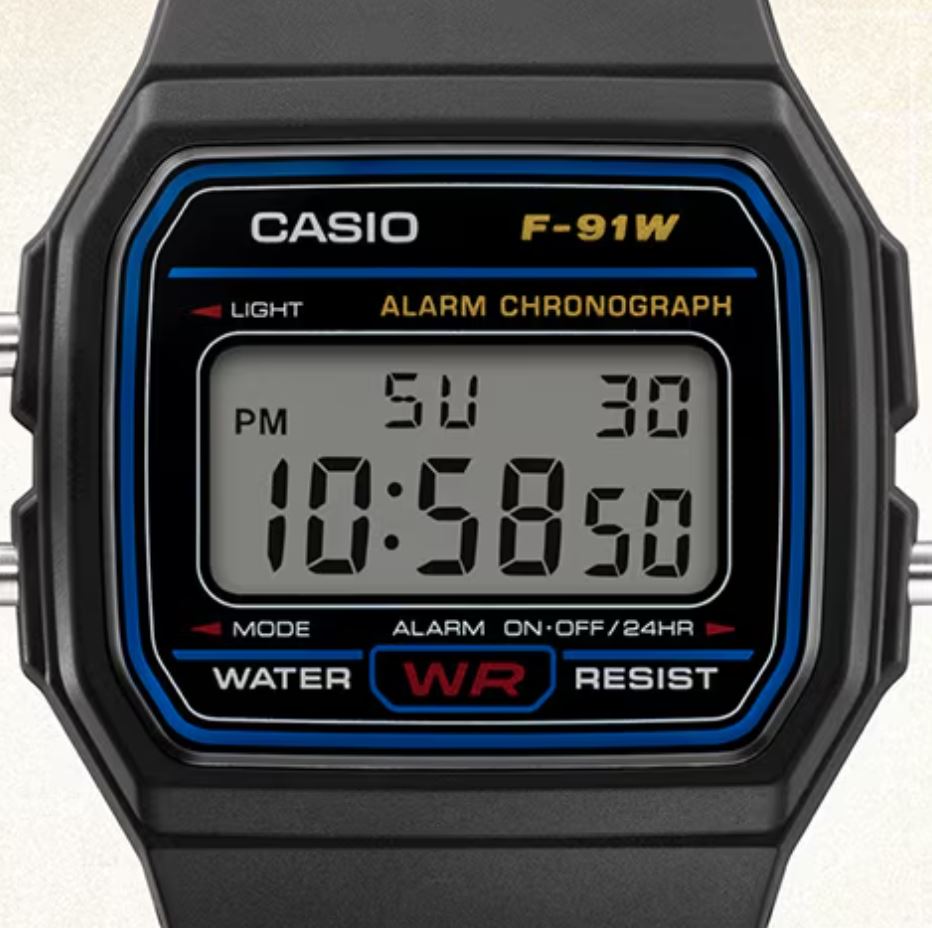 CASIO F-91W
LIGHT ALARM CHRONOGRAPH
SU 30
PM
10:58 50
MODE ALARM ON·OFF/24HR
WATER WR RESIST